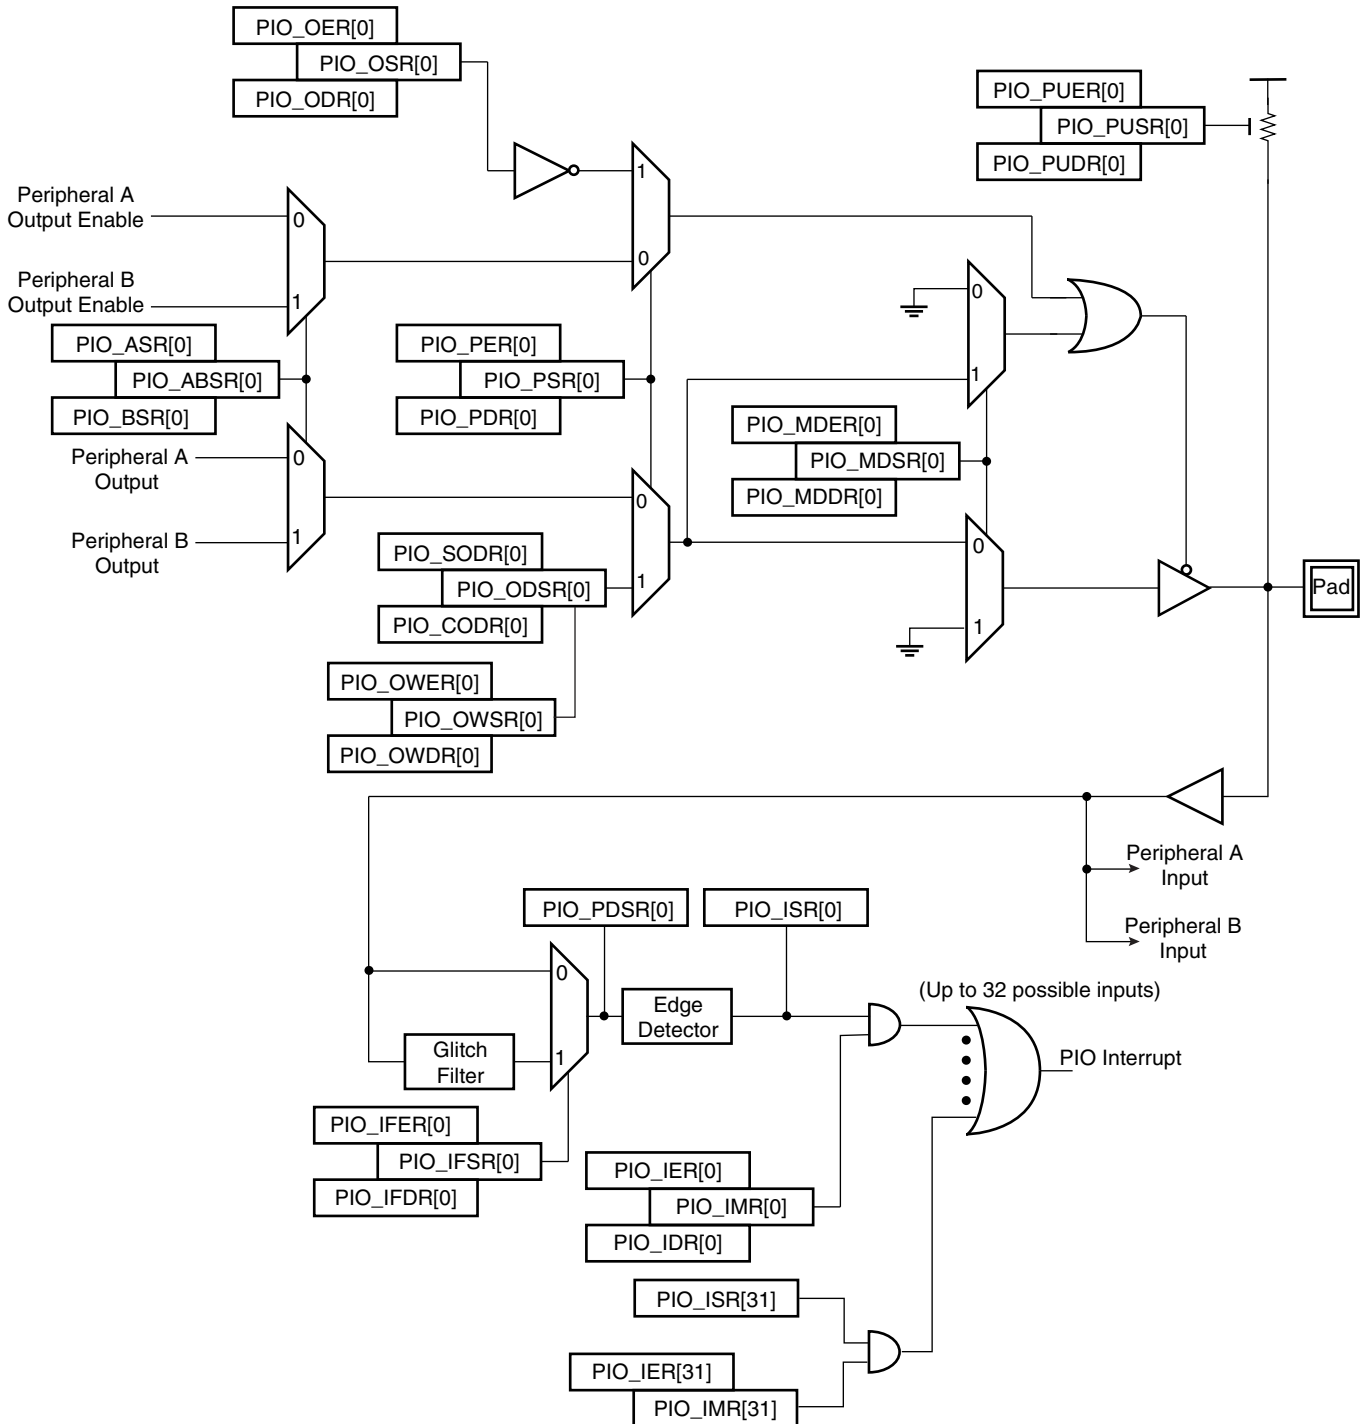 PIO_OER[0]
PIO_OSR[0]
PIO_ODR[0]
PIO_PUER[0]
PIO_PUSR[0]
PIO_PUDR[0]
1
0
Peripheral A
Output Enable
0
Peripheral B
Output Enable
1
PIO_ASR[0]
PIO_ABSR[0]
PIO_BSR[0]
PIO_PER[0]
PIO_PSR[0]
PIO_PDR[0]
0
1
PIO_MDER[0]
PIO_MDSR[0]
PIO_MDDR[0]
Peripheral A
Output
0
Peripheral B
Output
1
0
1
PIO_SODR[0]
PIO_ODSR[0]
PIO_CODR[0]
0
1
Pad
PIO_OWER[0]
PIO_OWSR[0]
PIO_OWDR[0]
Peripheral A
Input
Peripheral B
Input
PIO_PDSR[0]
PIO_ISR[0]
0
1
Glitch
Filter
Edge
Detector
(Up to 32 possible inputs)
PIO Interrupt
PIO_IFER[0]
PIO_IFSR[0]
PIO_IFDR[0]
PIO_IER[0]
PIO_IMR[0]
PIO_IDR[0]
PIO_ISR[31]
PIO_IER[31]
PIO_IMR[31]